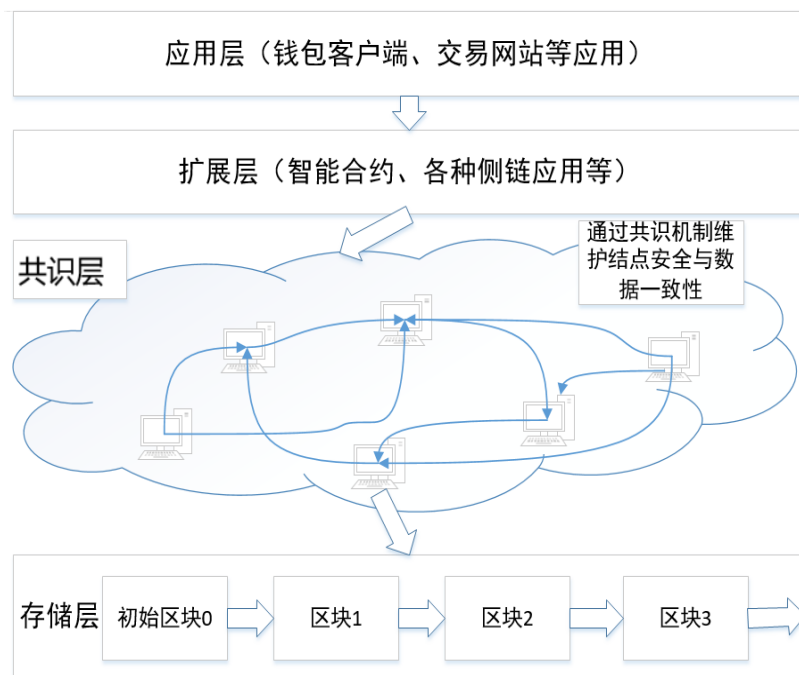 应用层（钱包客户端、交易网站等应用）
扩展层（智能合约、各种侧链应用等）
共识层
通过共识机制维
护结点安全与数
据一致性
存储层
初始区块0
区块1
区块2
区块3